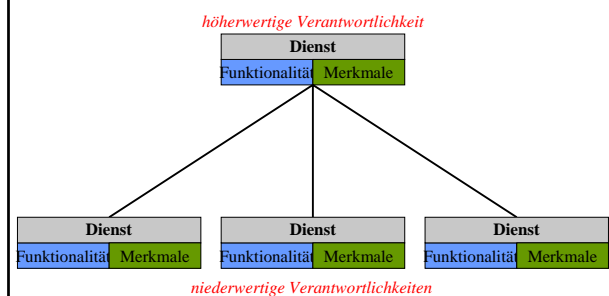 höherwertige Verantwortlichkeit
Dienst
Funktionalität Merkmale
Dienst Dienst Dienst
Funktionalität Merkmale Funktionalität Merkmale Funktionalität Merkmale
niederwertige Verantwortlichkeiten